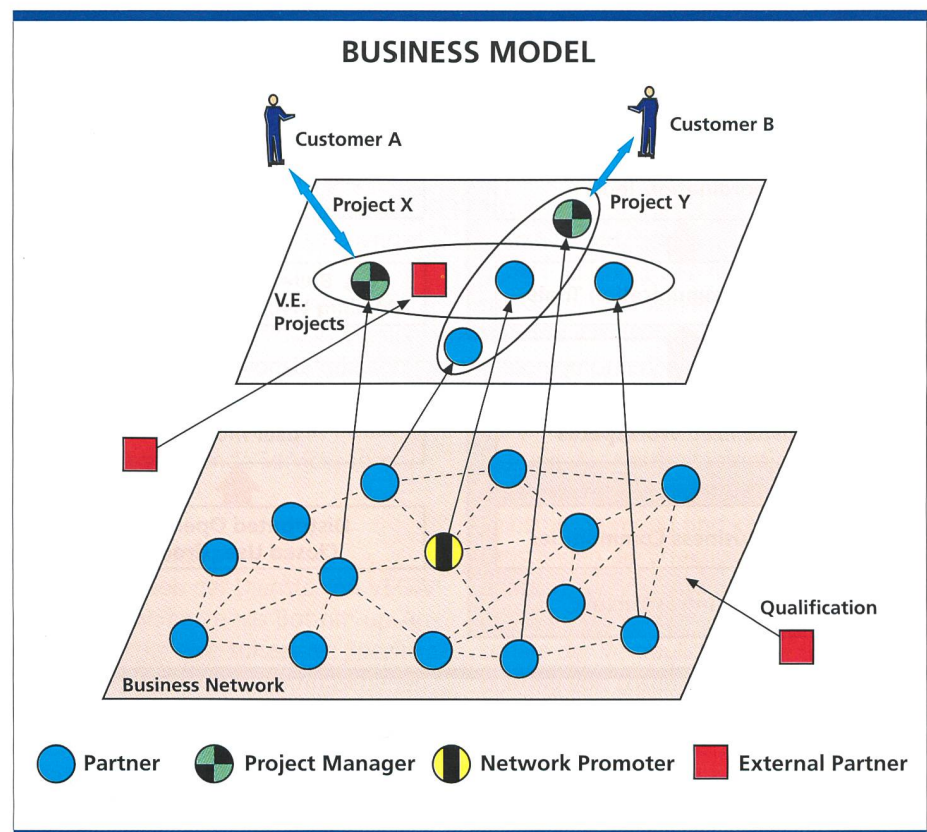 BUSINESS MODEL
Customer A
Customer B
Project X
Project Y
V.E.
Projects
Qualification
Business Network
Partner
Project Manager
Network Promoter
External Partner